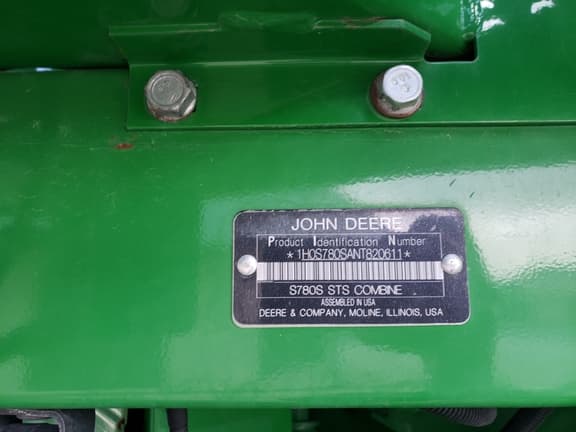 JOHN DEERE
Product Identification Number
*1H0S780SANT820611*
S780S STS COMBINE
ASSEMBLED IN USA
DEERE & COMPANY, MOLINE, ILLINOIS, USA